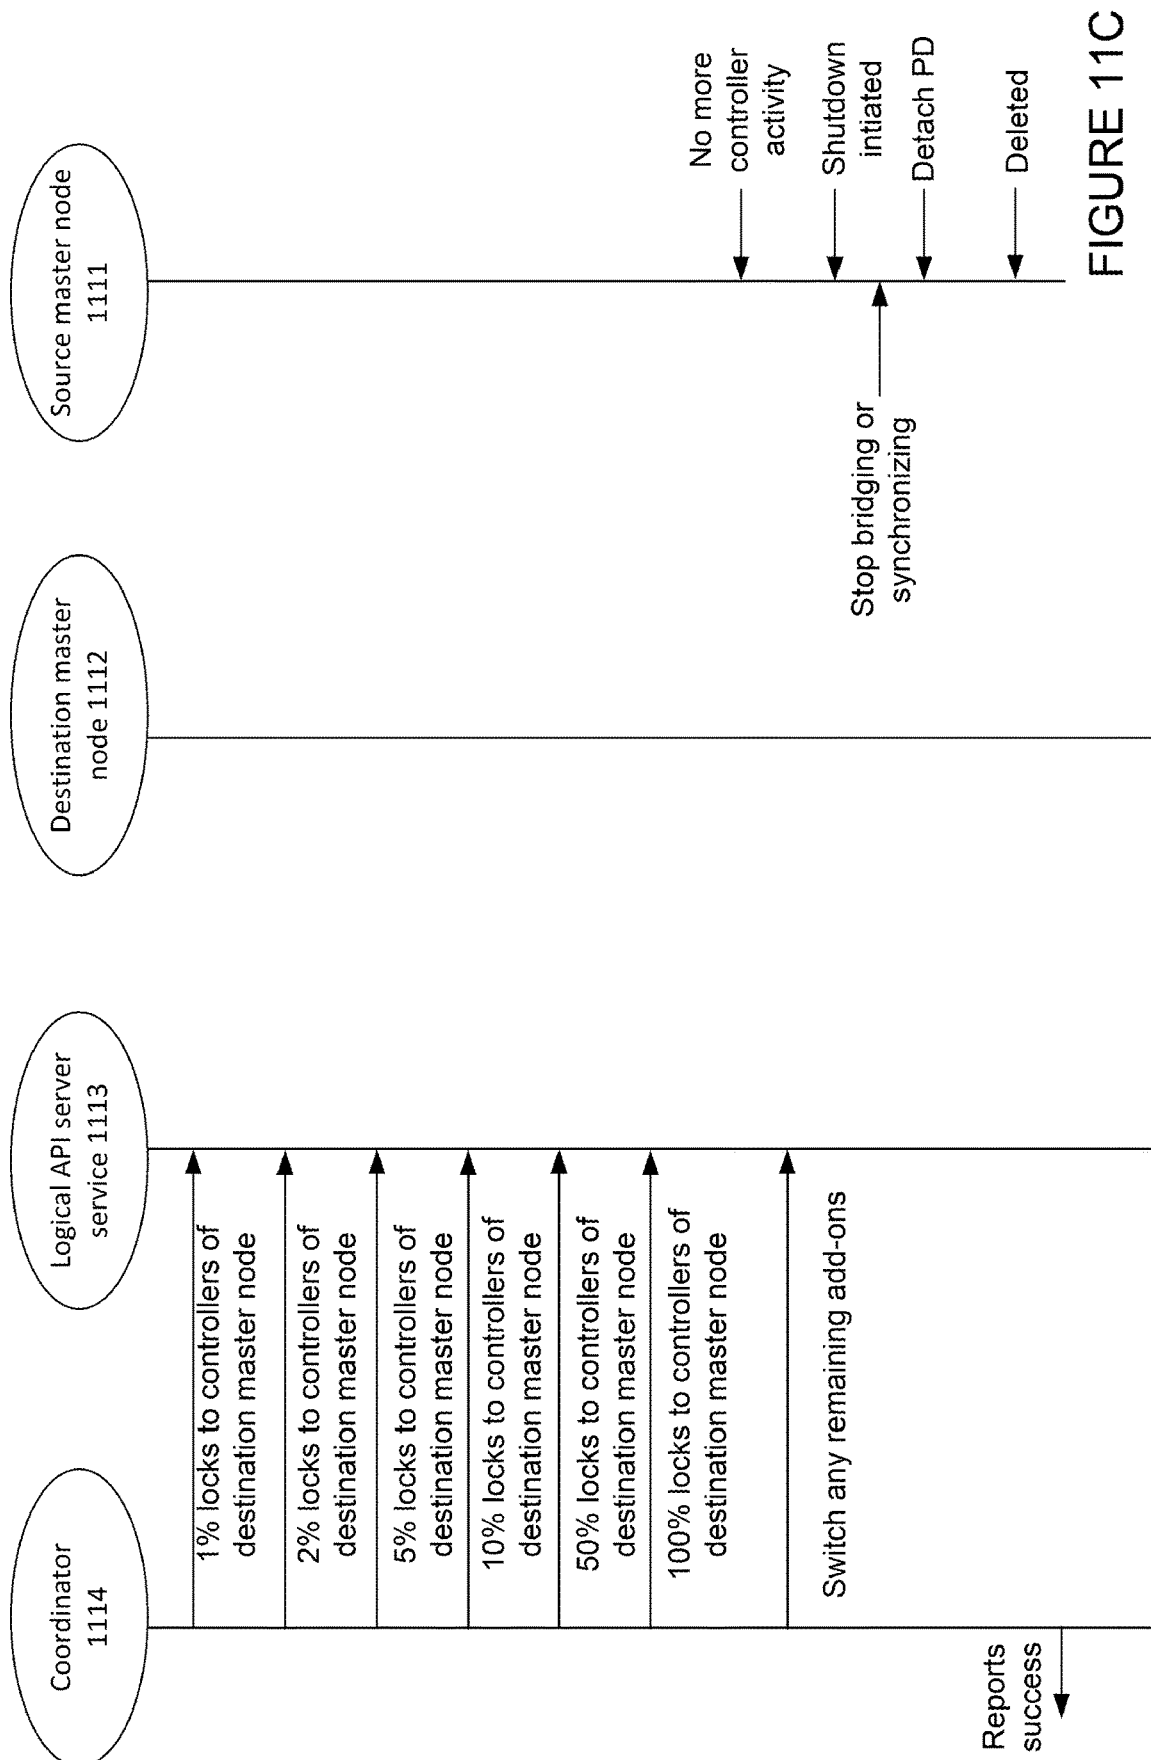 Coordinator
1114
Logical API server
service 1113
Destination master
node 1112
Source master node
1111
1% locks to controllers of
destination master node
2% locks to controllers of
destination master node
5% locks to controllers of
destination master node
10% locks to controllers of
destination master node
50% locks to controllers of
destination master node
100% locks to controllers of
destination master node
Switch any remaining add-ons
Reports
success
No more
controller
activity
Shutdown
intiated
Stop bridging or
synchronizing
Detach PD
Deleted
FIGURE 11C